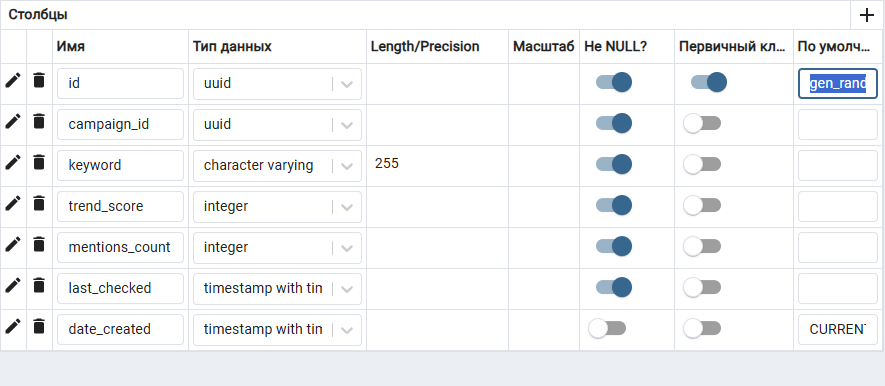 Столбцы
Имя Тип данных Length/Precision Масштаб Не NULL? Первичный кл... По умолч...
id uuid gen_rand
campaign_id uuid
keyword character varying 255
trend_score integer
mentions_count integer
last_checked timestamp with tin
date_created timestamp with tin CURREN